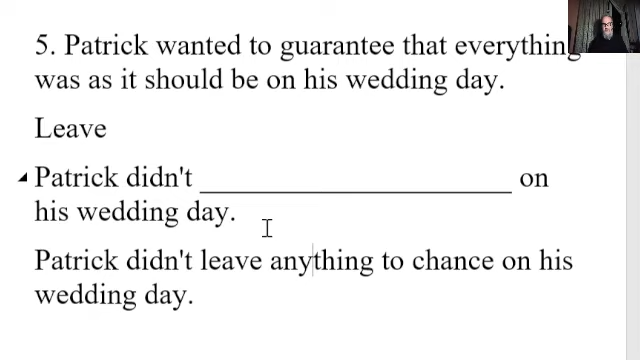 5. Patrick wanted to guarantee that everything
was as it should be on his wedding day.
Leave
Patrick didn't ______________________ on
his wedding day.
Patrick didn't leave anything to chance on his
wedding day.